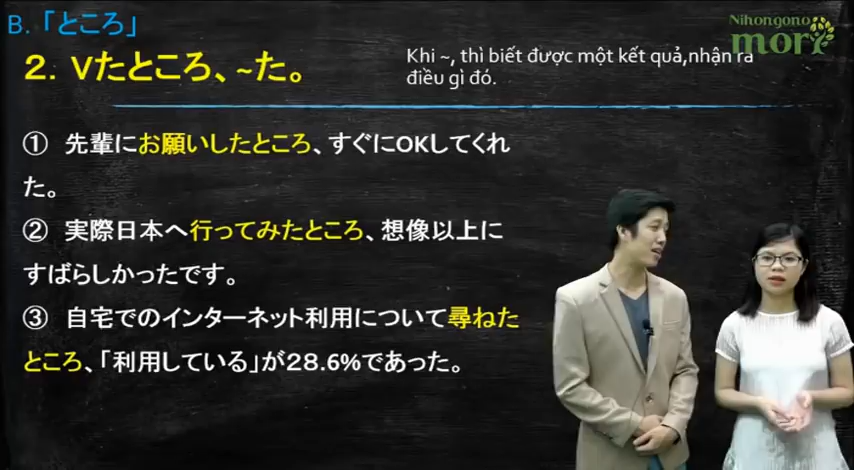 B. 「ところ」
Nihongono
mori
2．Vたところ、~た。
Khi ~, thì biết được một kết quả,nhận ra
điều gì đó.
① 先輩にお願いしたところ、すぐにOKしてくれ
た。
② 実際日本へ行ってみたところ、想像以上に
すばらしかったです。
③ 自宅でのインターネット利用について尋ねた
ところ、「利用している」が28.6%であった。